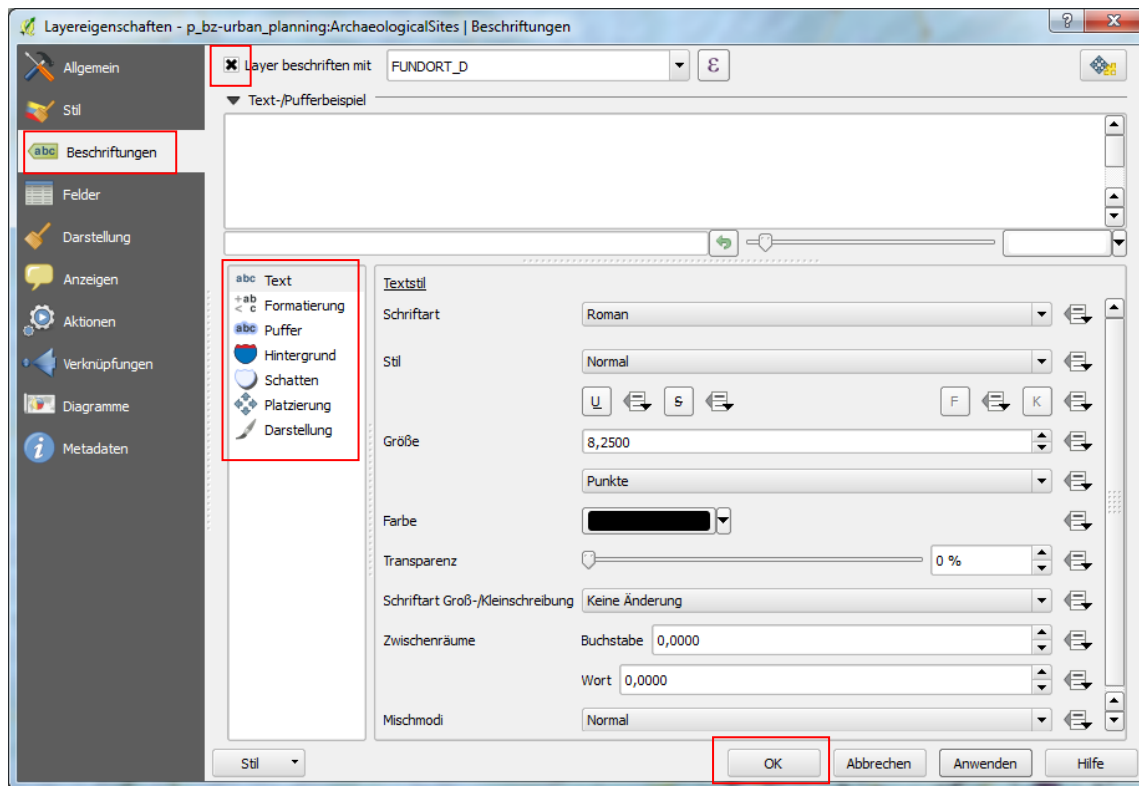 Layereigenschaften - p_bz-urban_planning:ArchaeologicalSites | Beschriftungen
?
Allgemein
Stil
abc Beschriftungen
Felder
Darstellung
Anzeigen
Aktionen
Verknüpfungen
Diagramme
i Metadaten
Layer beschriften mit FUNDORT_D ε
Text-/Pufferbeispiel
abc Text
+ab < c Formatierung
abc Puffer
Hintergrund
Schatten
Platzierung
Darstellung
Textstil
Schriftart Roman
Stil Normal
U S F K
Größe 8,2500
Punkte
Farbe
Transparenz 0 %
Schriftart Groß-/Kleinschreibung Keine Änderung
Zwischenräume Buchstabe 0,0000
Wort 0,0000
Mischmodi Normal
Stil OK Abbrechen Anwenden Hilfe